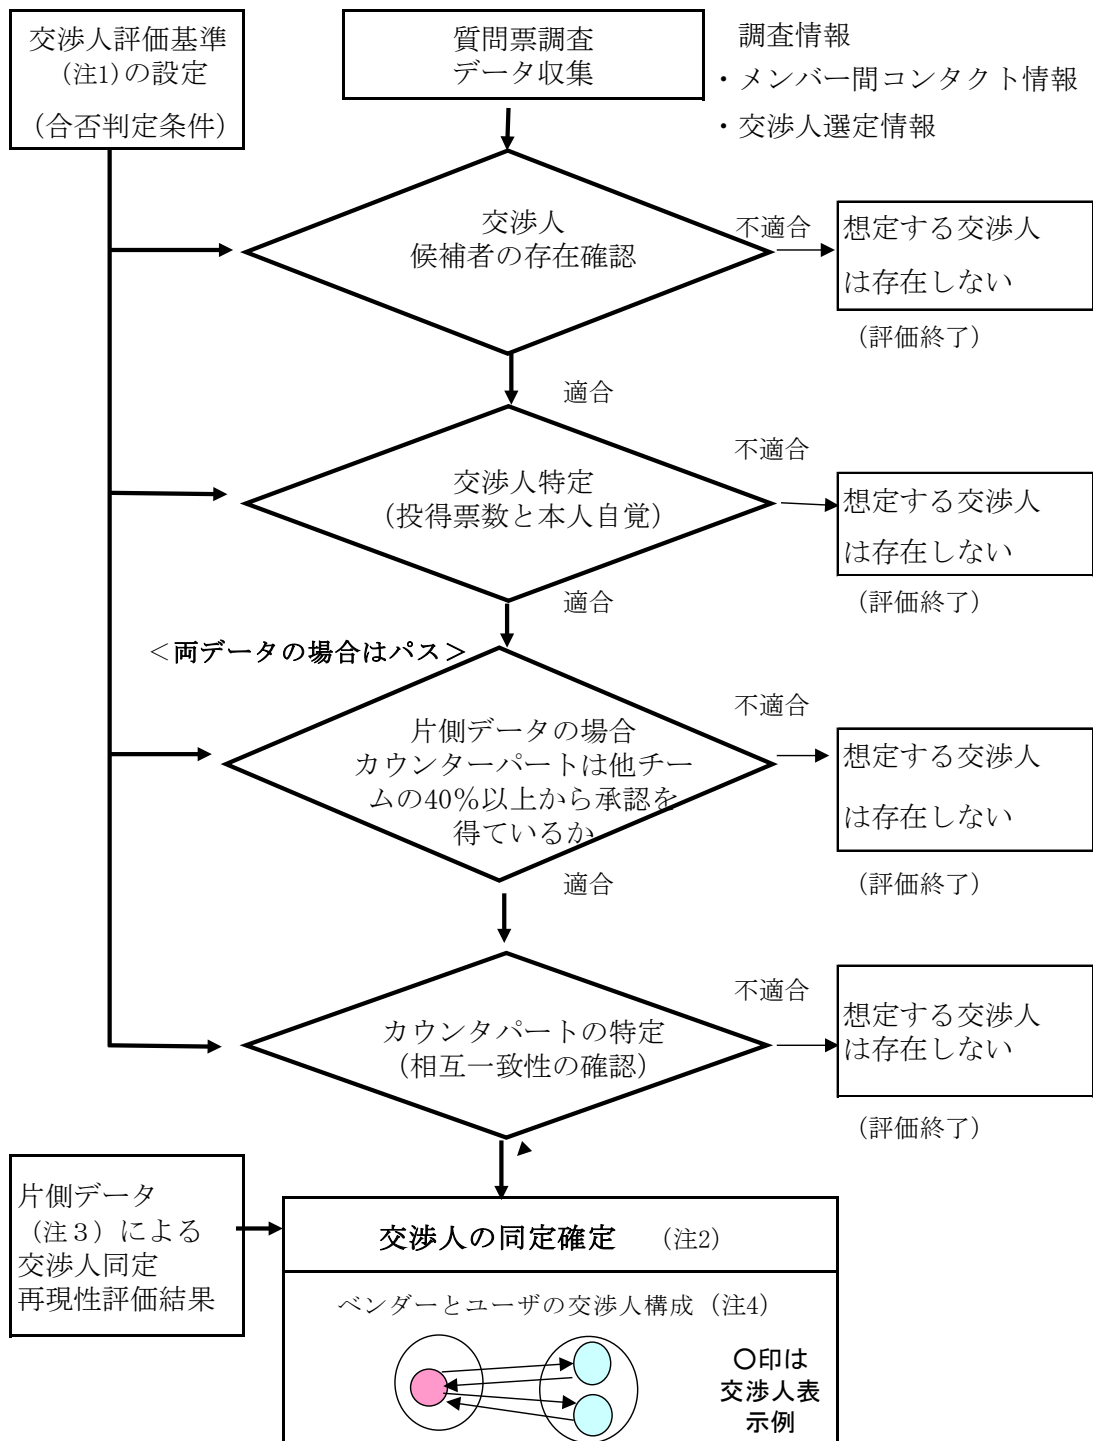 交渉人評価基準
(注1)の設定
（合否判定条件）
質問票調査
データ収集
調査情報
・メンバー間コンタクト情報
・交渉人選定情報
交渉人
候補者の存在確認
不適合
想定する交渉人
は存在しない
（評価終了）
適合
交渉人特定
（投得票数と本人自覚）
不適合
想定する交渉人
は存在しない
（評価終了）
適合
＜両データの場合はパス＞
片側データの場合
カウンターパートは他チー
ムの40％以上から承認を
得ているか
不適合
想定する交渉人
は存在しない
（評価終了）
適合
カウンタパートの特定
（相互一致性の確認）
不適合
想定する交渉人
は存在しない
（評価終了）
片側データ
（注３）による
交渉人同定
再現性評価結果
交渉人の同定確定　（注2）
ベンダーとユーザの交渉人構成（注4）
〇印は
交渉人表
示例